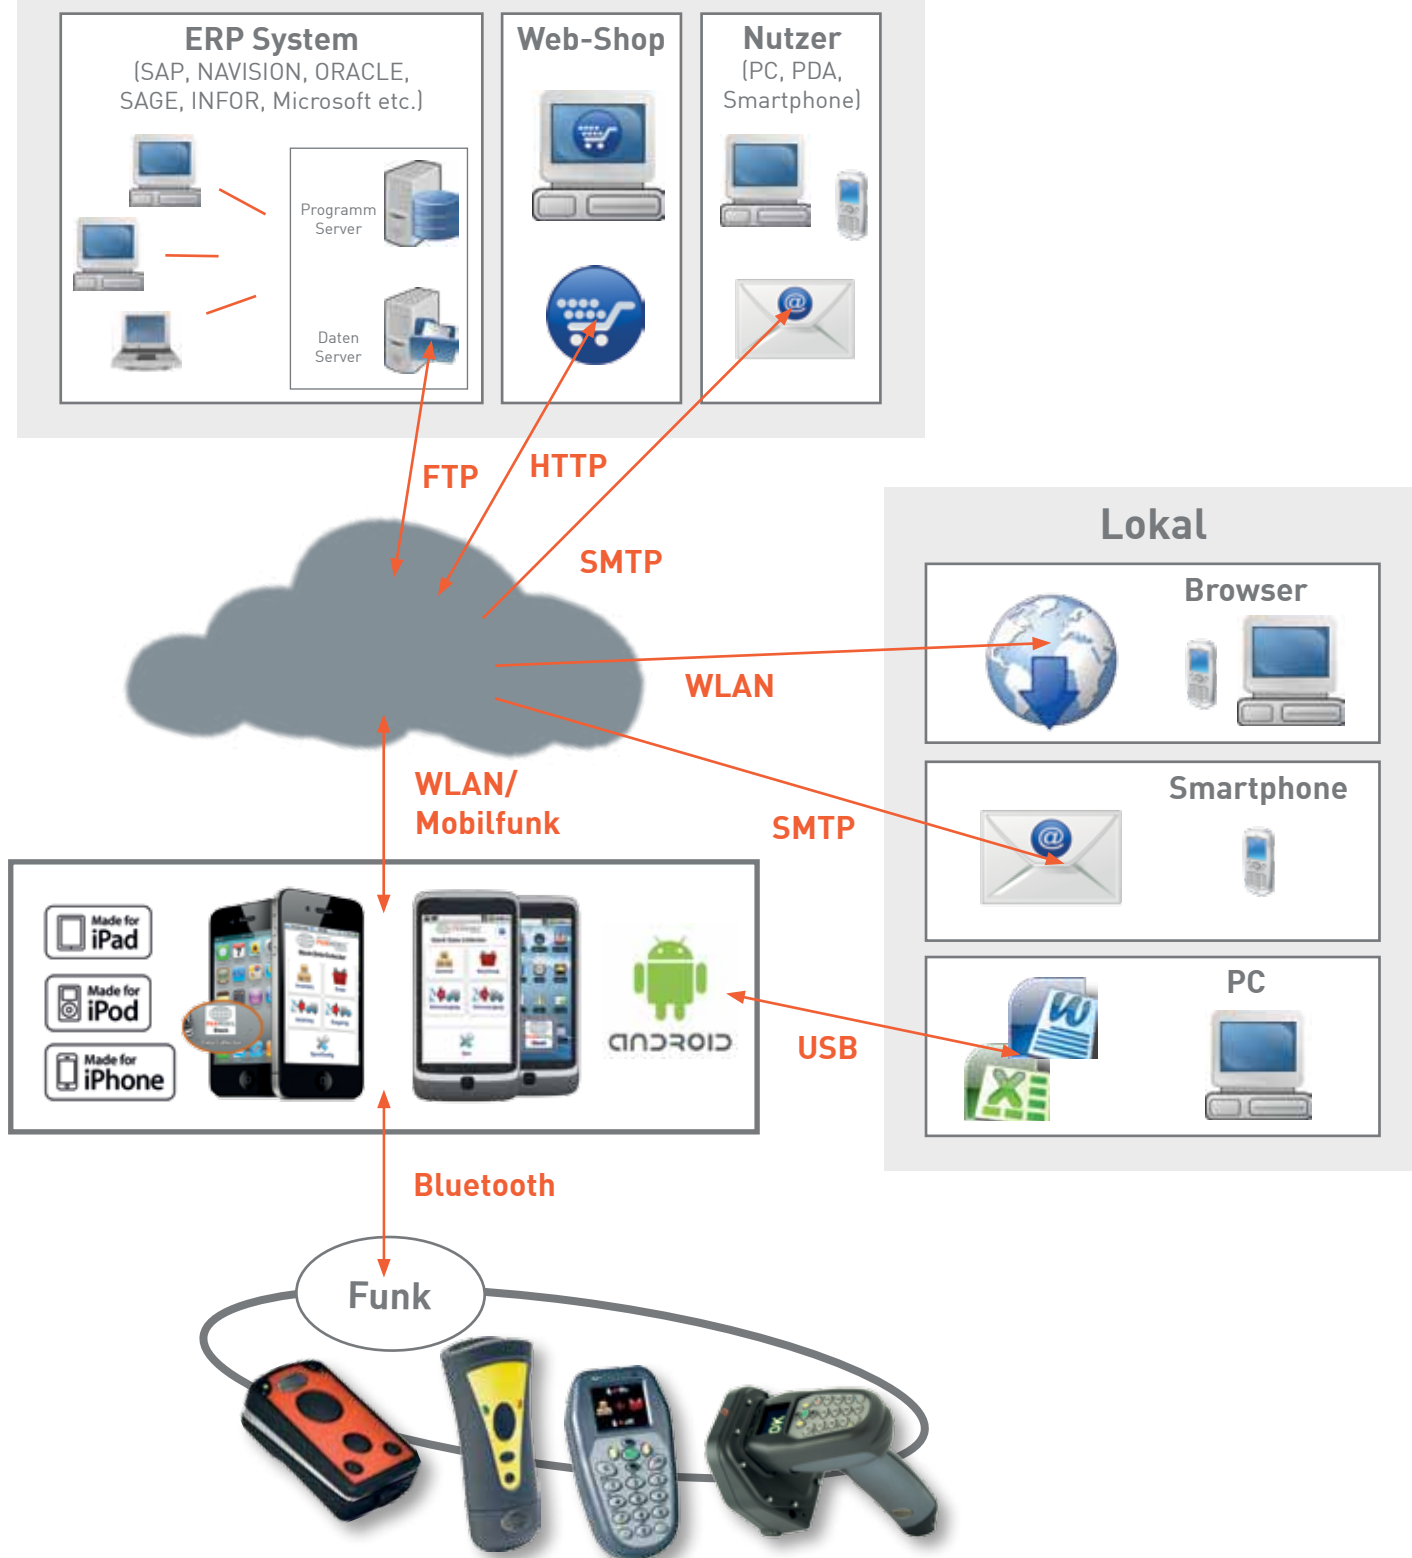 ERP System
(SAP, NAVISION, ORACLE,
SAGE, INFOR, Microsoft etc.)
Web-Shop
Nutzer
(PC, PDA,
Smartphone)
Programm
Server
Daten
Server
FTP
HTTP
SMTP
Lokal
Browser
WLAN
Smartphone
SMTP
WLAN/
Mobilfunk
PC
USB
Made for
iPad
Made for
iPod
Made for
iPhone
ANDROID
Bluetooth
Funk
OK